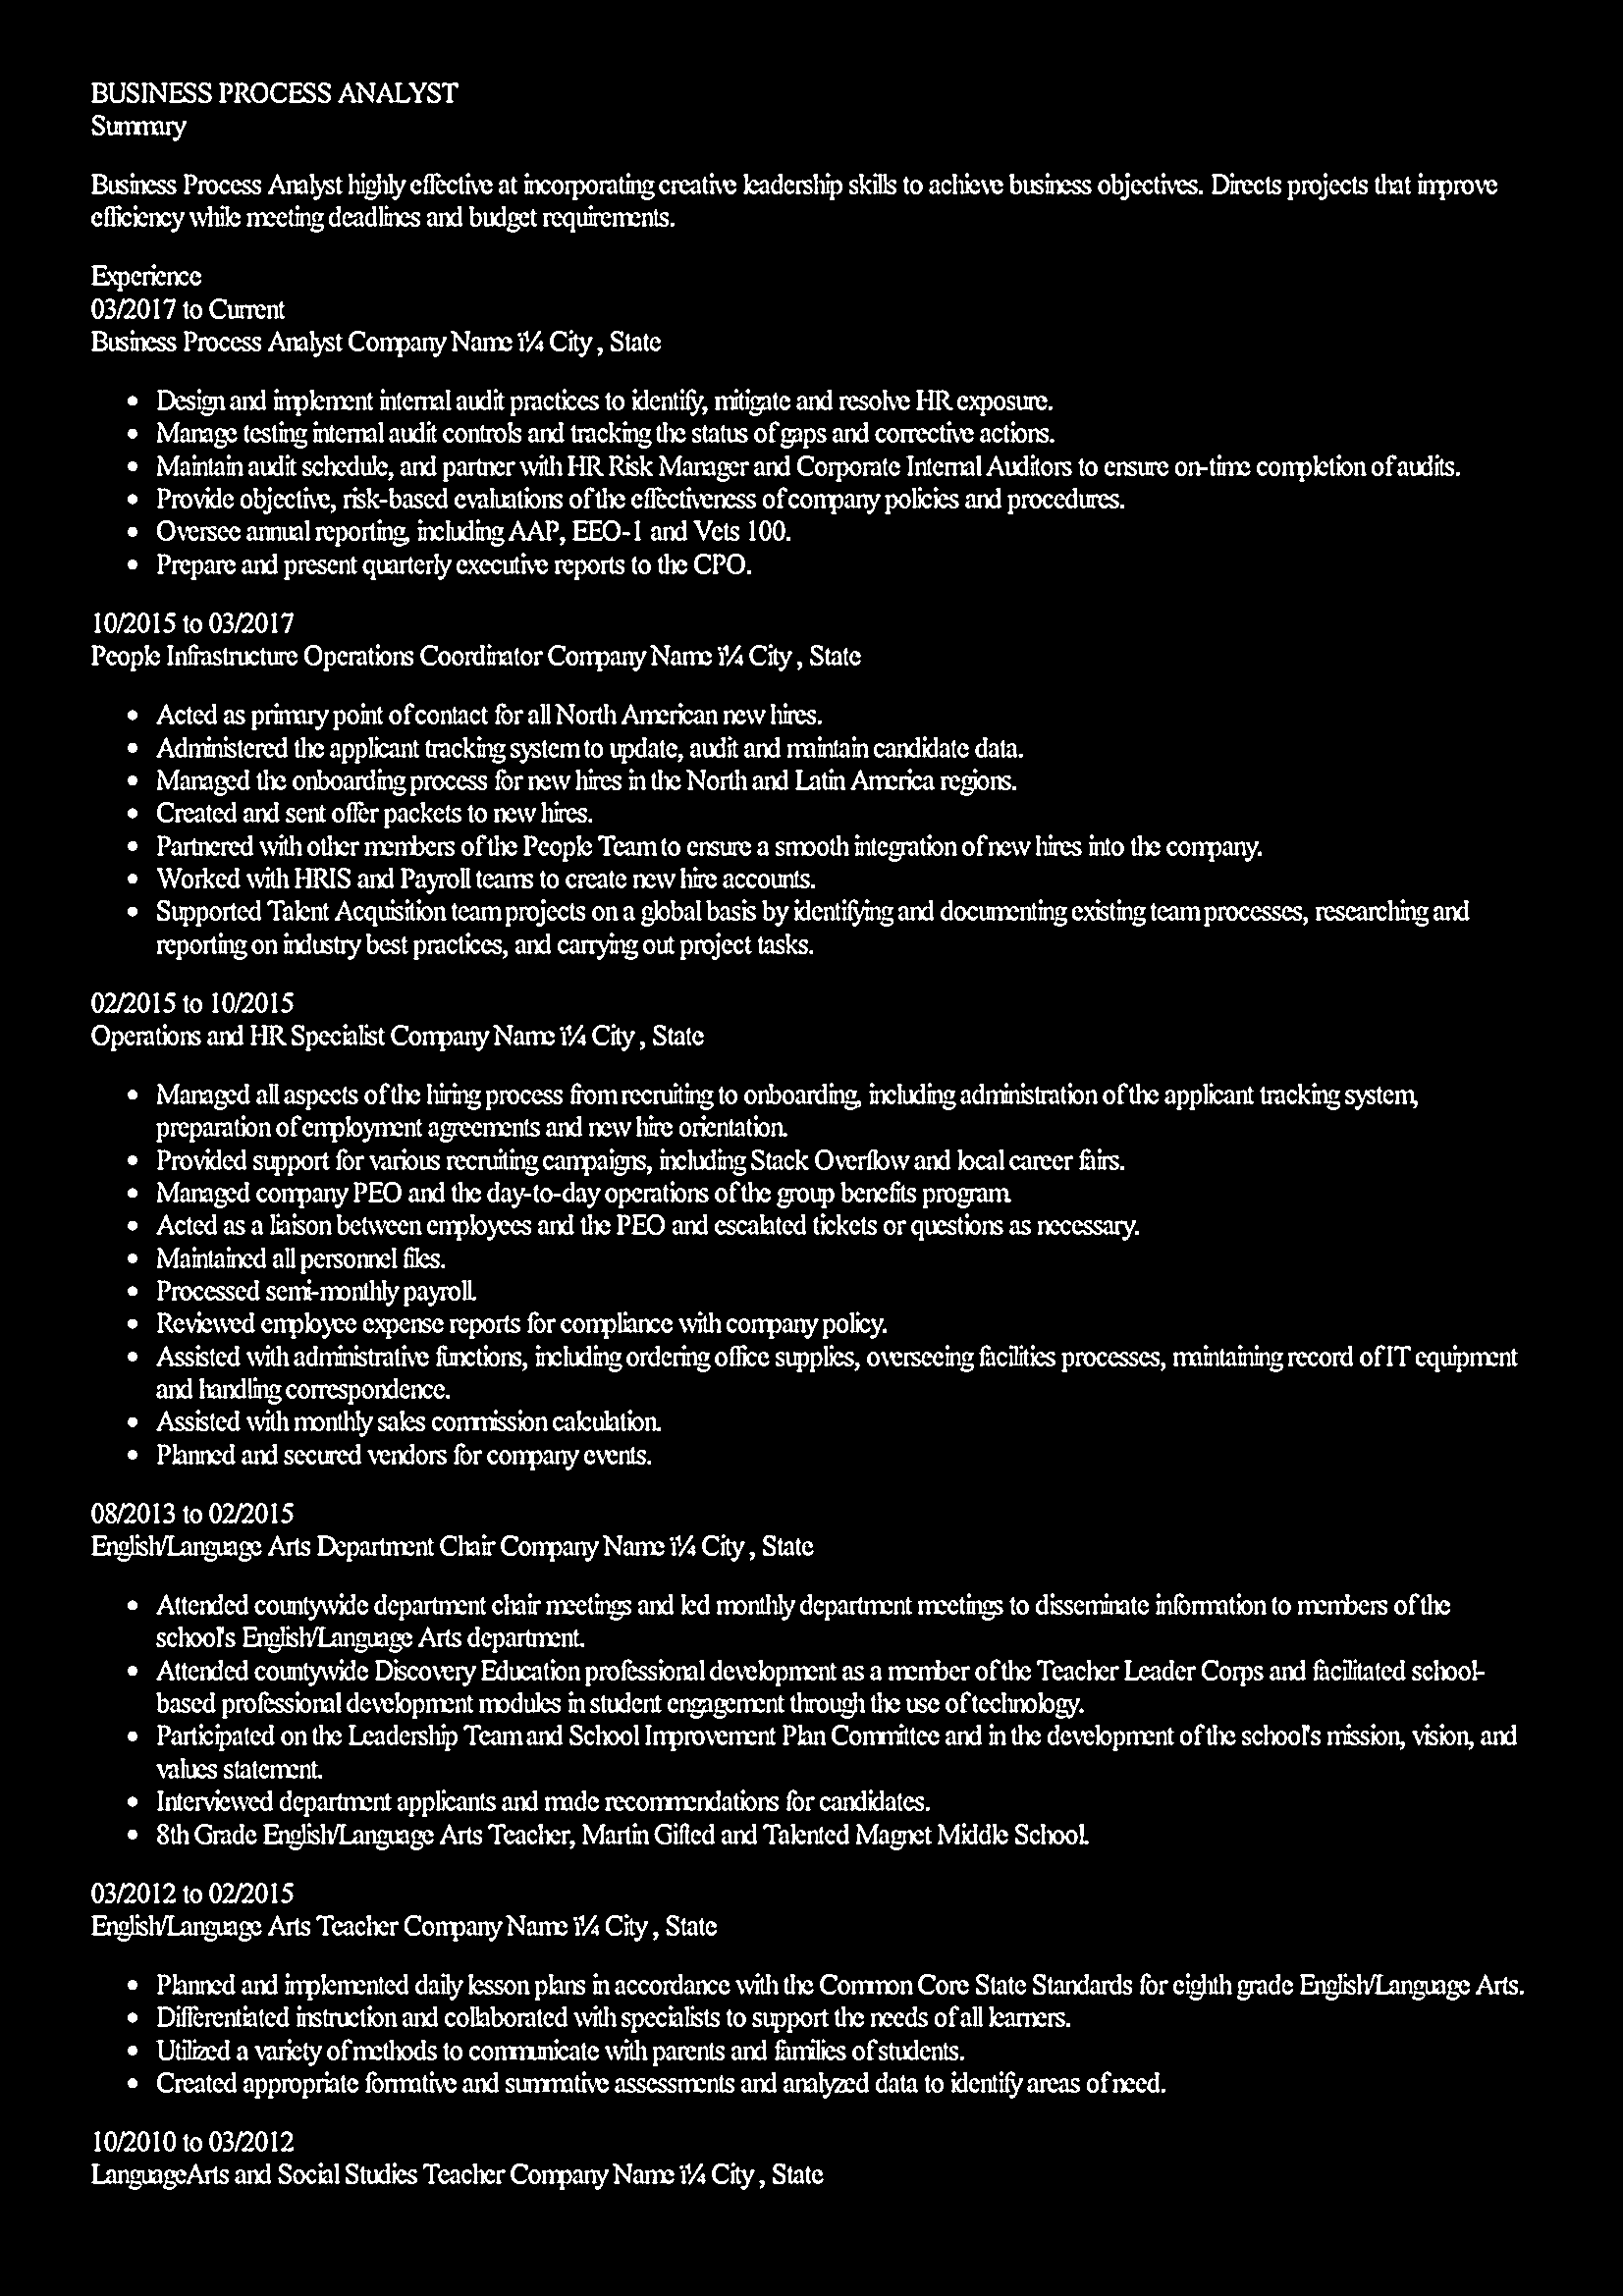 BUSINESS PROCESS ANALYST
Summary
Business Process Analyst highly effective at incorporating creative leadership skills to achieve business objectives. Directs projects that improve
efficiency while meeting deadlines and budget requirements.
Experience
03/2017 to Current
Business Process Analyst Company Name ï¼ City , State
• Design and implement internal audit practices to identify, mitigate and resolve HR exposure.
• Manage testing internal audit controls and tracking the status of gaps and corrective actions.
• Maintain audit schedule, and partner with HR Risk Manager and Corporate Internal Auditors to ensure on-time completion of audits.
• Provide objective, risk-based evaluations of the effectiveness of company policies and procedures.
• Oversee annual reporting, including AAP, EEO-1 and Vets 100.
• Prepare and present quarterly executive reports to the CPO.
10/2015 to 03/2017
People Infrastructure Operations Coordinator Company Name ï¼ City , State
• Acted as primary point of contact for all North American new hires.
• Administered the applicant tracking system to update, audit and maintain candidate data.
• Managed the onboarding process for new hires in the North and Latin America regions.
• Created and sent offer packets to new hires.
• Partnered with other members of the People Team to ensure a smooth integration of new hires into the company.
• Worked with HRIS and Payroll teams to create new hire accounts.
• Supported Talent Acquisition team projects on a global basis by identifying and documenting existing team processes, researching and
reporting on industry best practices, and carrying out project tasks.
02/2015 to 10/2015
Operations and HR Specialist Company Name ï¼ City , State
• Managed all aspects of the hiring process from recruiting to onboarding, including administration of the applicant tracking system,
preparation of employment agreements and new hire orientation.
• Provided support for various recruiting campaigns, including Stack Overflow and local career fairs.
• Managed company PEO and the day-to-day operations of the group benefits program.
• Acted as a liaison between employees and the PEO and escalated tickets or questions as necessary.
• Maintained all personnel files.
• Processed semi-monthly payroll.
• Reviewed employee expense reports for compliance with company policy.
• Assisted with administrative functions, including ordering office supplies, overseeing facilities processes, maintaining record of IT equipment
and handling correspondence.
• Assisted with monthly sales commission calculation.
• Planned and secured vendors for company events.
08/2013 to 02/2015
English/Language Arts Department Chair Company Name ï¼ City , State
• Attended countywide department chair meetings and led monthly department meetings to disseminate information to members of the
school's English/Language Arts department.
• Attended countywide Discovery Education professional development as a member of the Teacher Leader Corps and facilitated school-
based professional development modules in student engagement through the use of technology.
• Participated on the Leadership Team and School Improvement Plan Committee and in the development of the school's mission, vision, and
values statement.
• Interviewed department applicants and made recommendations for candidates.
• 8th Grade English/Language Arts Teacher, Martin Gifted and Talented Magnet Middle School.
03/2012 to 02/2015
English/Language Arts Teacher Company Name ï¼ City , State
• Planned and implemented daily lesson plans in accordance with the Common Core State Standards for eighth grade English/Language Arts.
• Differentiated instruction and collaborated with specialists to support the needs of all learners.
• Utilized a variety of methods to communicate with parents and families of students.
• Created appropriate formative and summative assessments and analyzed data to identify areas of need.
10/2010 to 03/2012
LanguageArts and Social Studies Teacher Company Name ï¼ City , State